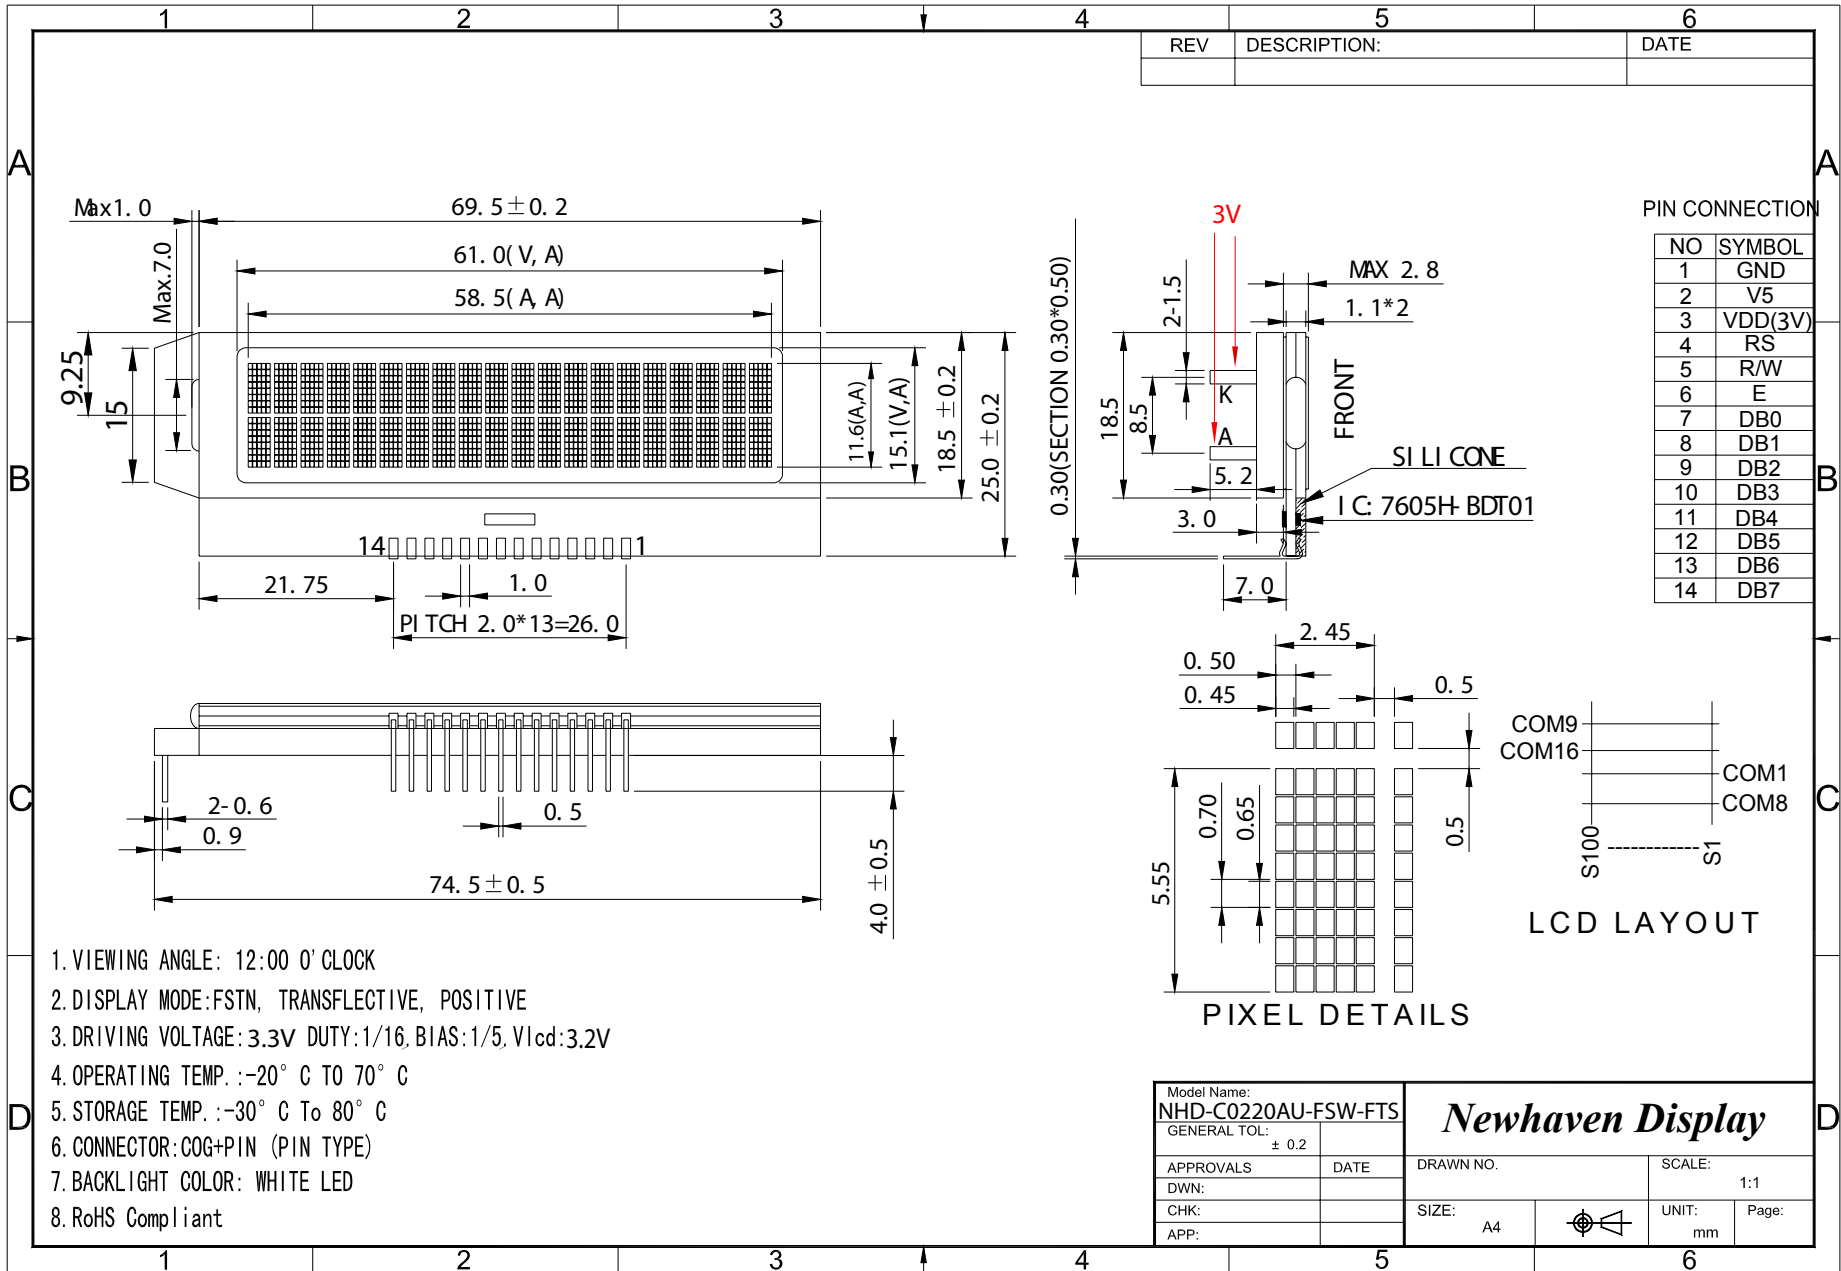 1 2 3 4 5 6
REV DESCRIPTION: DATE
A A
B B
C C
D D
Max1.0
69.5±0.2
61.0(V,A)
58.5(A,A)
Max.7.0
9.25
15
11.6(A,A)
15.1(V,A)
18.5 ±0.2
25.0 ±0.2
14 1
21.75
1.0
PITCH 2.0*13=26.0
3V
0.30(SECTION 0.30*0.50)
2-1.5
MAX 2.8
1.1*2
18.5
8.5
K
A
FRONT
5.2
SILICONE
3.0
IC:7605H-BDT01
7.0
PIN CONNECTION
NO SYMBOL
1 GND
2 V5
3 VDD(3V)
4 RS
5 R/W
6 E
7 DB0
8 DB1
9 DB2
10 DB3
11 DB4
12 DB5
13 DB6
14 DB7
2-0.6
0.9
0.5
74.5±0.5
4.0 ±0.5
2.45
0.50
0.45
0.5
0.70
0.65
0.5
5.55
PIXEL DETAILS
COM9
COM16
COM1
COM8
S100 ------------ S1
LCD LAYOUT
1.VIEWING ANGLE: 12:00 O'CLOCK
2.DISPLAY MODE:FSTN, TRANSFLECTIVE, POSITIVE
3.DRIVING VOLTAGE:3.3V DUTY:1/16,BIAS:1/5,Vlcd:3.2V
4.OPERATING TEMP.:-20° C TO 70° C
5.STORAGE TEMP.:-30° C To 80° C
6.CONNECTOR:COG+PIN (PIN TYPE)
7.BACKLIGHT COLOR: WHITE LED
8.RoHS Compliant
Model Name:
NHD-C0220AU-FSW-FTS
GENERAL TOL:
± 0.2
APPROVALS DATE
DWN:
CHK:
APP:
Newhaven Display
DRAWN NO.
SCALE:
1:1
SIZE:
A4
UNIT:
mm
Page:
1 2 3 4 5 6